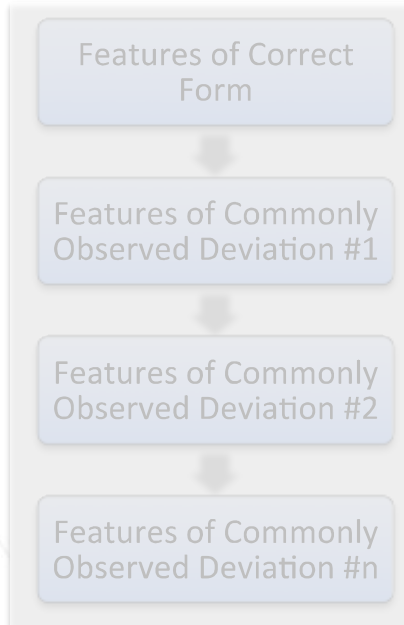 Features of Correct
Form
Features of Commonly
Observed Deviation #1
Features of Commonly
Observed Deviation #2
Features of Commonly
Observed Deviation #n